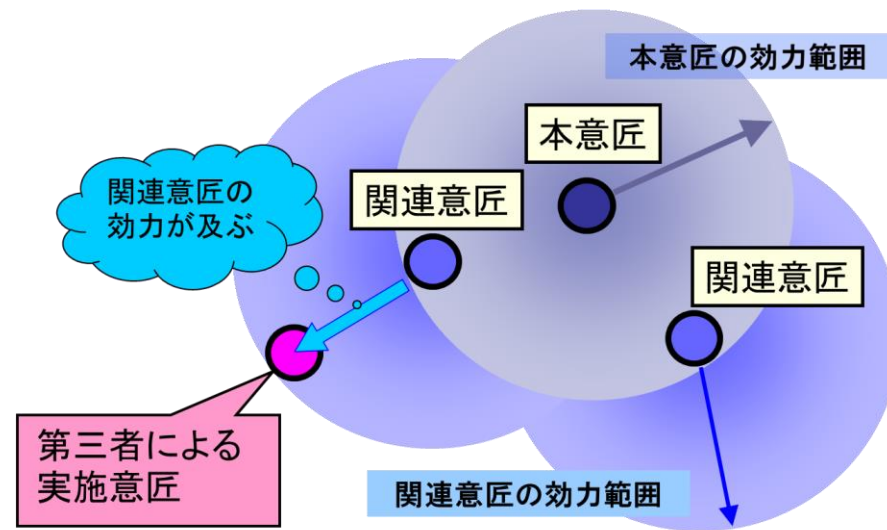 本意匠の効力範囲
本意匠
関連意匠の
効力が及ぶ
関連意匠
関連意匠
第三者による
実施意匠
関連意匠の効力範囲